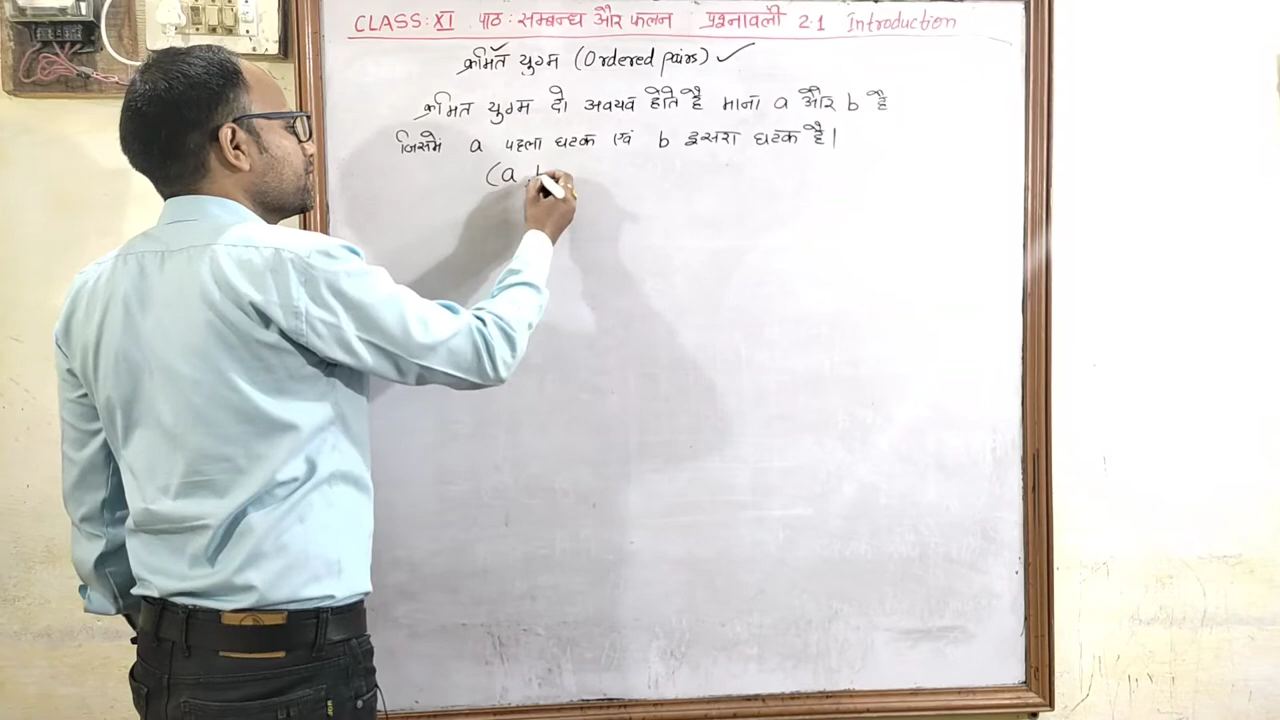 CLASS: XI पाठ: सम्बन्ध और फलन प्रश्नावली 2.1 Introduction
क्रमित युग्म (Ordered pairs) ✓
क्रमित युग्म दो अवयव होते है माना a और b है
जिसमें a पहला घटक एवं b दूसरा घटक है।
(a